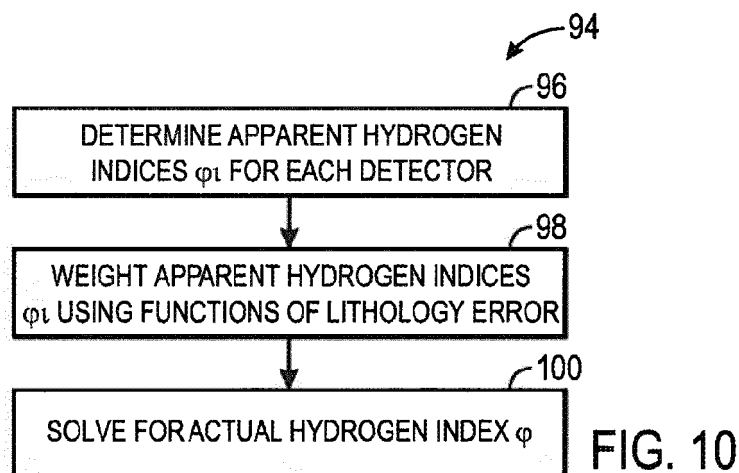 94
96
DETERMINE APPARENT HYDROGEN
INDICES φι FOR EACH DETECTOR
98
WEIGHT APPARENT HYDROGEN INDICES
φι USING FUNCTIONS OF LITHOLOGY ERROR
100
SOLVE FOR ACTUAL HYDROGEN INDEX φ
FIG. 10